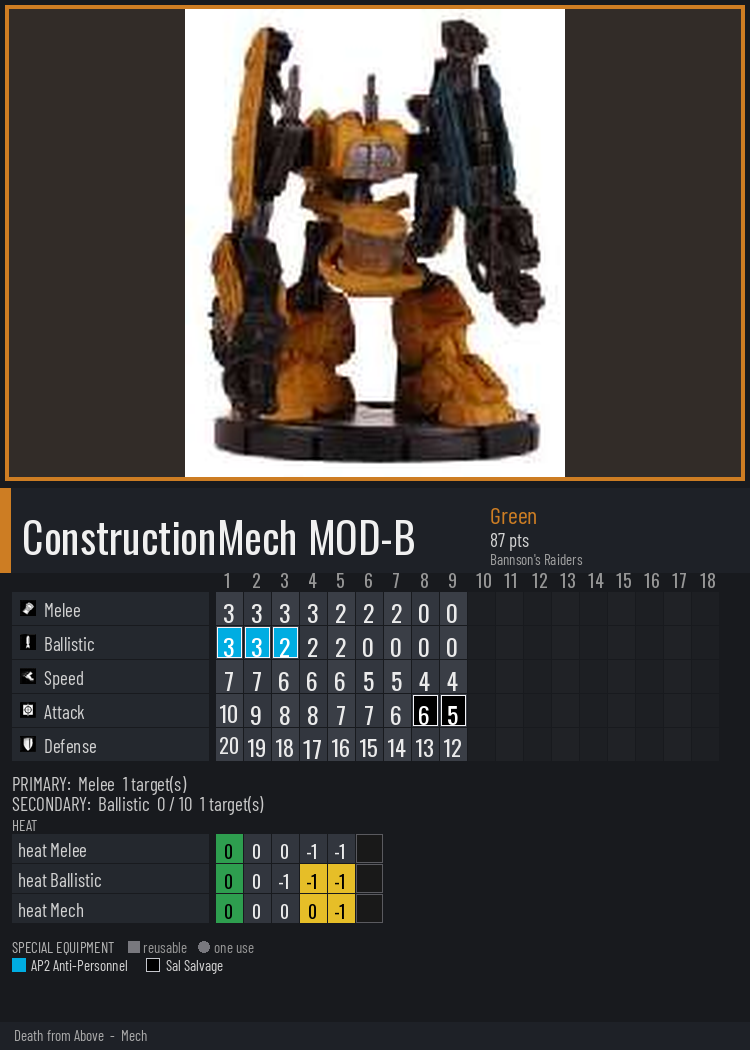 ConstructionMech MOD-B
Green
87 pts
Bannson's Raiders
1 2 3 4 5 6 7 8 9 10 11 12 13 14 15 16 17 18
Melee 3 3 3 3 2 2 2 0 0
Ballistic 3 3 2 2 2 0 0 0 0
Speed 7 7 6 6 6 5 5 4 4
Attack 10 9 8 8 7 7 6 6 5
Defense 20 19 18 17 16 15 14 13 12
PRIMARY: Melee 1 target(s)
SECONDARY: Ballistic 0 / 10 1 target(s)
HEAT
heat Melee 0 0 0 -1 -1
heat Ballistic 0 0 -1 -1 -1
heat Mech 0 0 0 0 -1
SPECIAL EQUIPMENT reusable one use
AP2 Anti-Personnel Sal Salvage
Death from Above - Mech